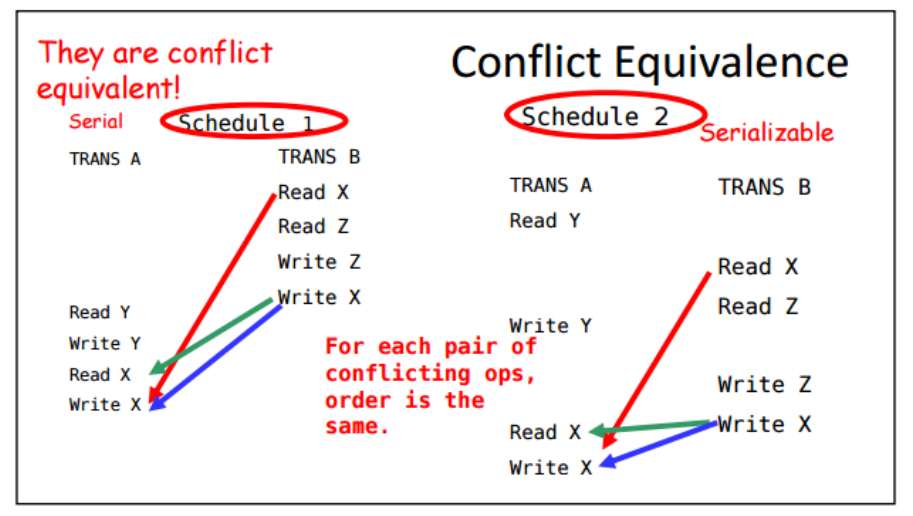 They are conflict
equivalent!
Conflict Equivalence
Serial
Schedule 1
TRANS A
TRANS B
Read X
Read Z
Write Z
Write X
Read Y
Write Y
Read X
Write X
For each pair of
conflicting ops,
order is the
same.
Schedule 2
Serializable
TRANS A
TRANS B
Read Y
Read X
Read Z
Write Y
Write Z
Write X
Read X
Write X